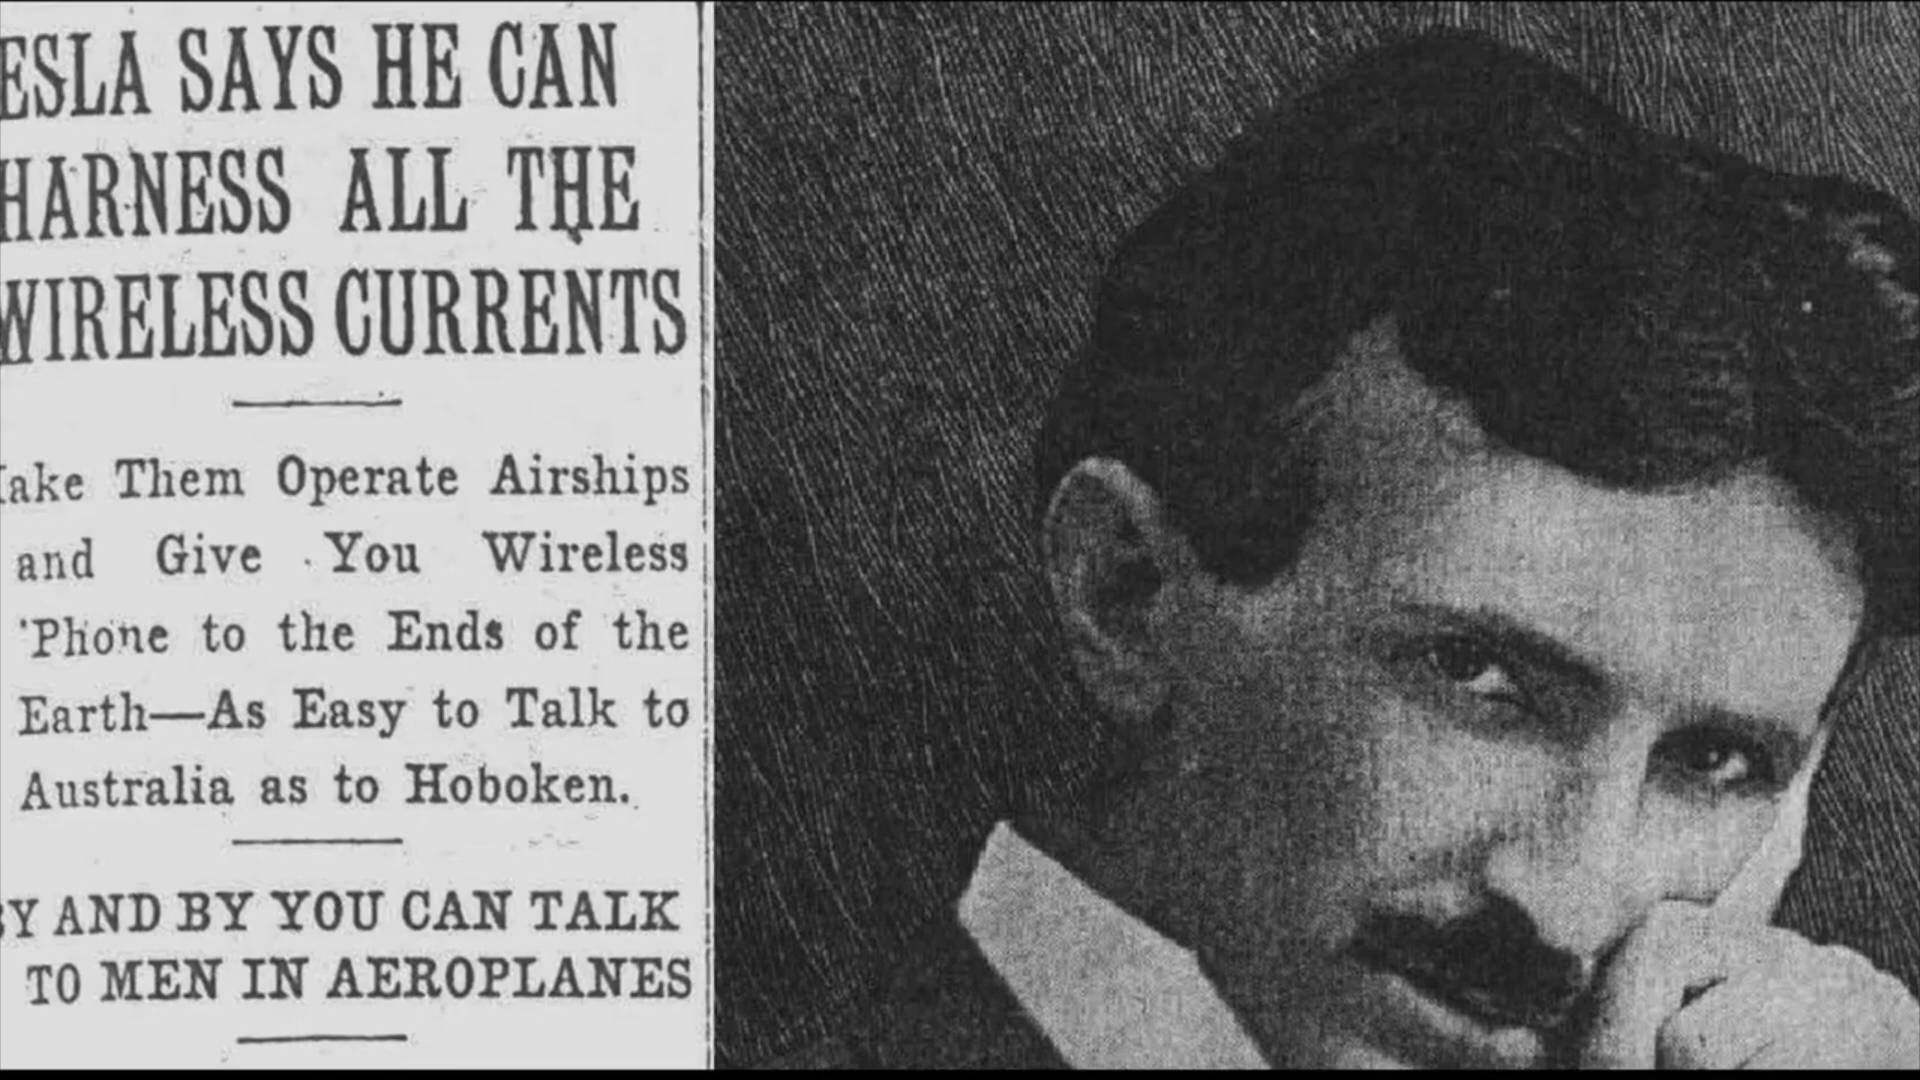 ESLA SAYS HE CAN
HARNESS ALL THE
WIRELESS CURRENTS
ake Them Operate Airships
and Give You Wireless
'Phone to the Ends of the
Earth—As Easy to Talk to
Australia as to Hoboken.
BY AND BY YOU CAN TALK
TO MEN IN AEROPLANES